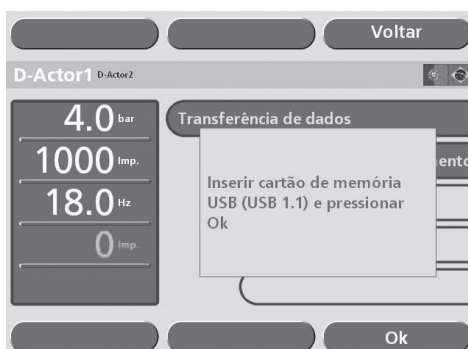 Voltar
D-Actor1 D-Actor2
4.0 bar
1000 Imp.
18.0 Hz
0 Imp.
Transferência de dados
ento
Inserir cartão de memória
USB (USB 1.1) e pressionar
Ok
Ok